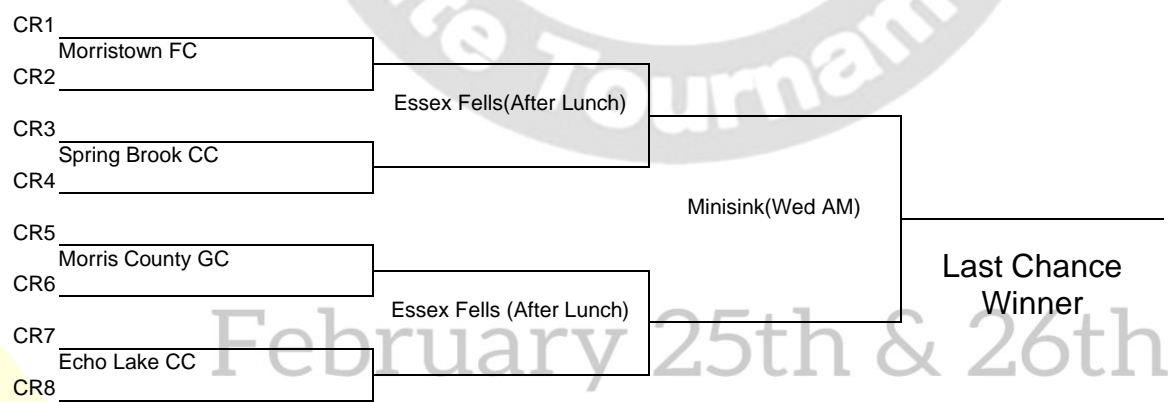 CR1
Morristown FC
CR2
Essex Fells(After Lunch)
CR3
Spring Brook CC
CR4
Minisink(Wed AM)
CR5
Morris County GC
CR6
Last Chance
Winner
Essex Fells (After Lunch)
CR7
Echo Lake CC
CR8
February 25th & 26th